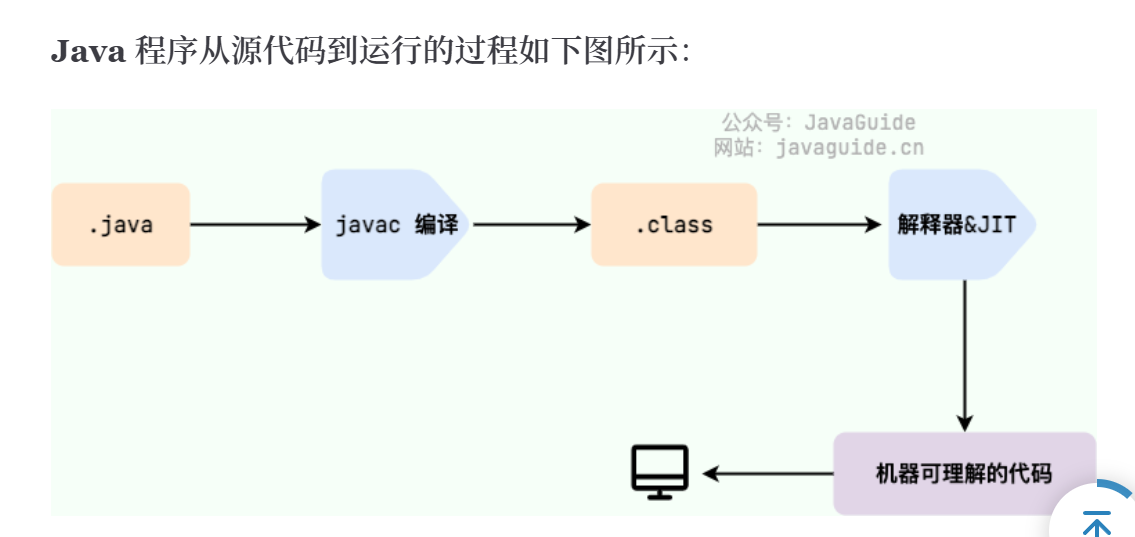 Java 程序从源代码到运行的过程如下图所示：
公众号：JavaGuide
网站：javaguide.cn
.java
javac 编译
.class
解释器&JIT
机器可理解的代码